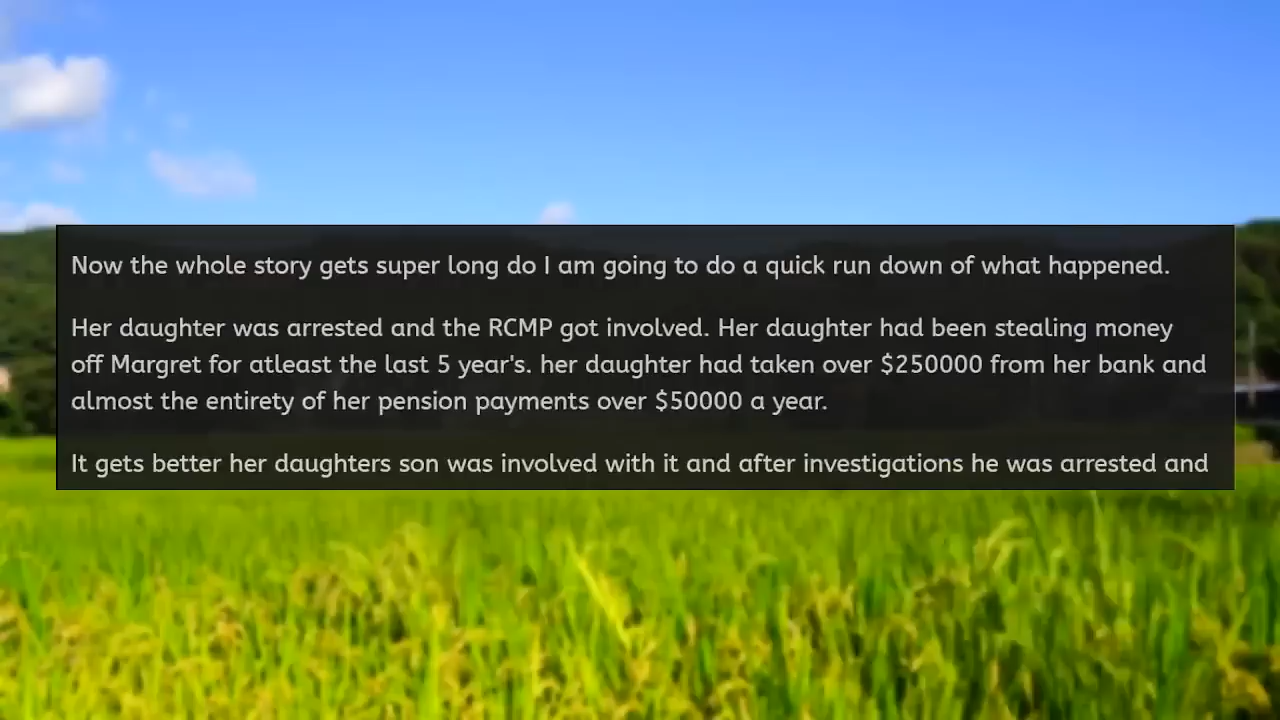 Now the whole story gets super long do I am going to do a quick run down of what happened.
Her daughter was arrested and the RCMP got involved. Her daughter had been stealing money
off Margret for atleast the last 5 year's. her daughter had taken over $250000 from her bank and
almost the entirety of her pension payments over $50000 a year.
It gets better her daughters son was involved with it and after investigations he was arrested and